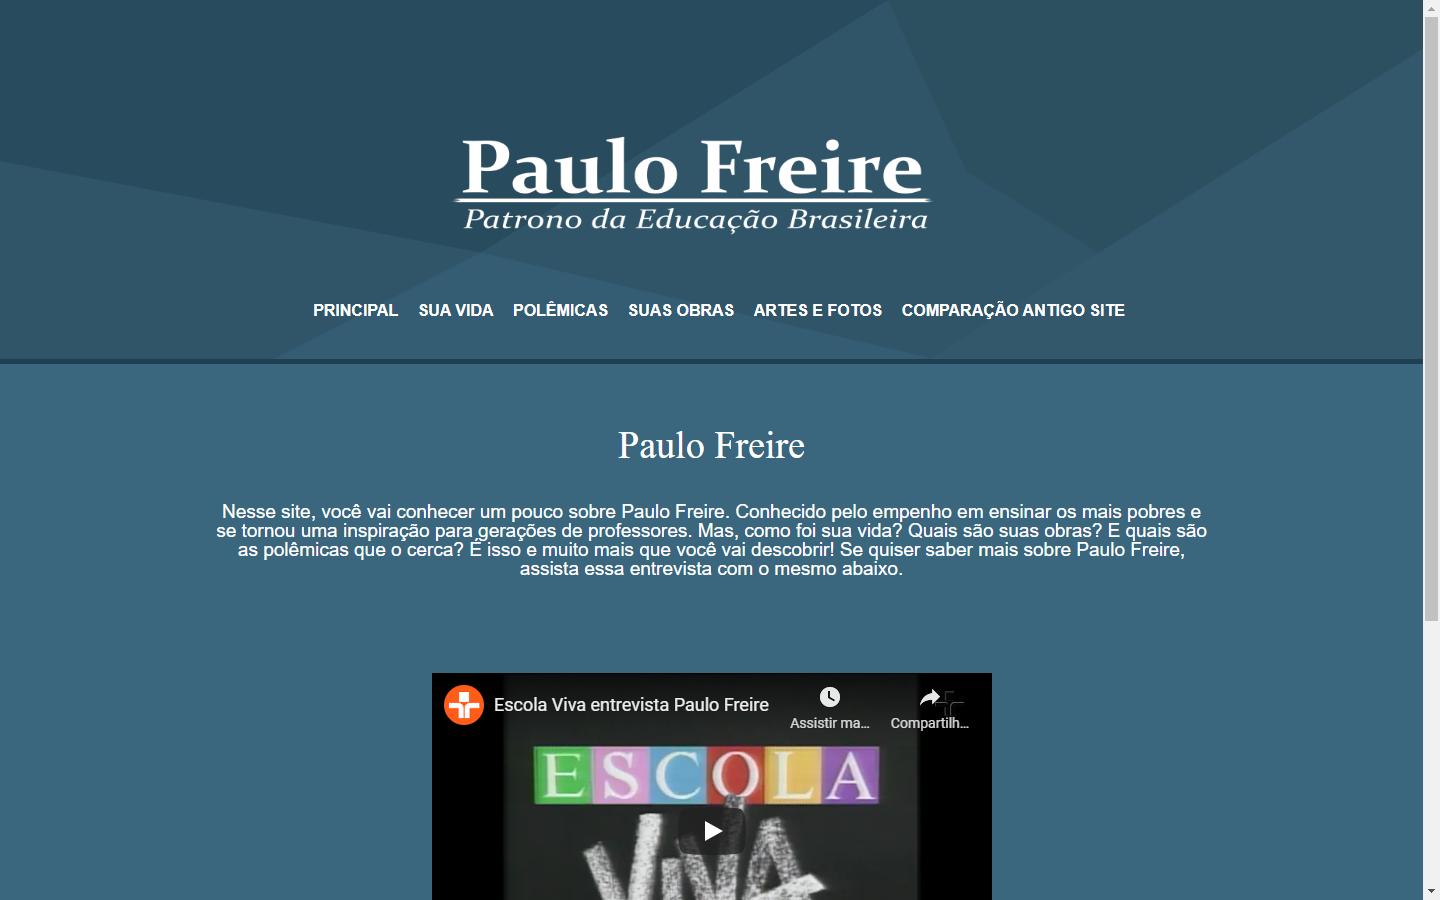 Paulo Freire
Patrono da Educação Brasileira
PRINCIPAL SUA VIDA POLÊMICAS SUAS OBRAS ARTES E FOTOS COMPARAÇÃO ANTIGO SITE
Paulo Freire
Nesse site, você vai conhecer um pouco sobre Paulo Freire. Conhecido pelo empenho em ensinar os mais pobres e
se tornou uma inspiração para gerações de professores. Mas, como foi sua vida? Quais são suas obras? E quais são
as polêmicas que o cerca? É isso e muito mais que você vai descobrir! Se quiser saber mais sobre Paulo Freire,
assista essa entrevista com o mesmo abaixo.
Escola Viva entrevista Paulo Freire
Assistir ma... Compartilh...
ESCOLA
VIVA